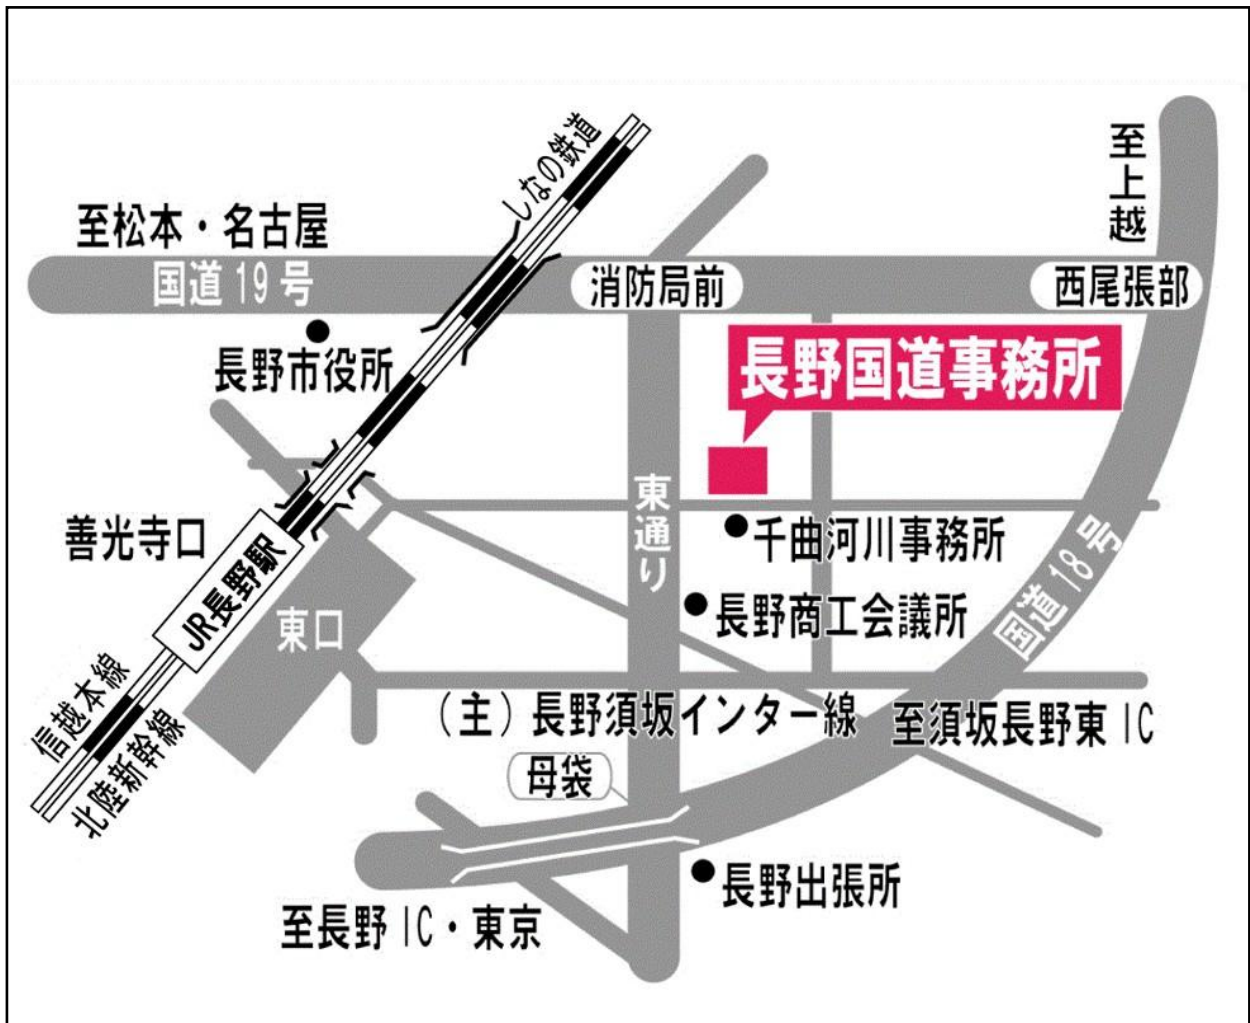 しなの鉄道
至上越
至松本・名古屋
国道19号
消防局前
西尾張部
長野市役所
長野国道事務所
東通り
善光寺口
千曲河川事務所
国道18号
JR長野駅
東口
長野商工会議所
信越本線
北陸新幹線
(主)長野須坂インター線
至須坂長野東IC
母袋
長野出張所
至長野IC・東京